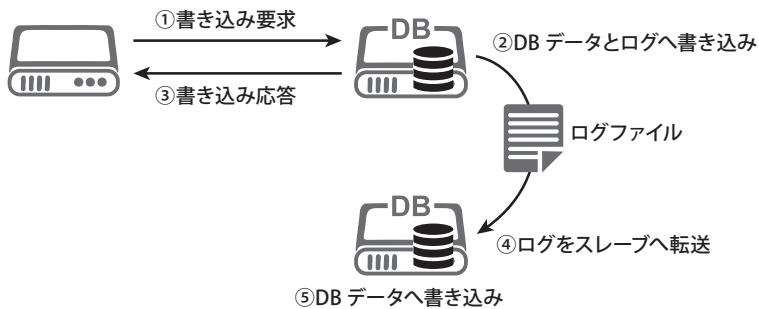 ①書き込み要求
DB
②DB データとログへ書き込み
③書き込み応答
ログファイル
DB
④ログをスレーブへ転送
⑤DB データへ書き込み